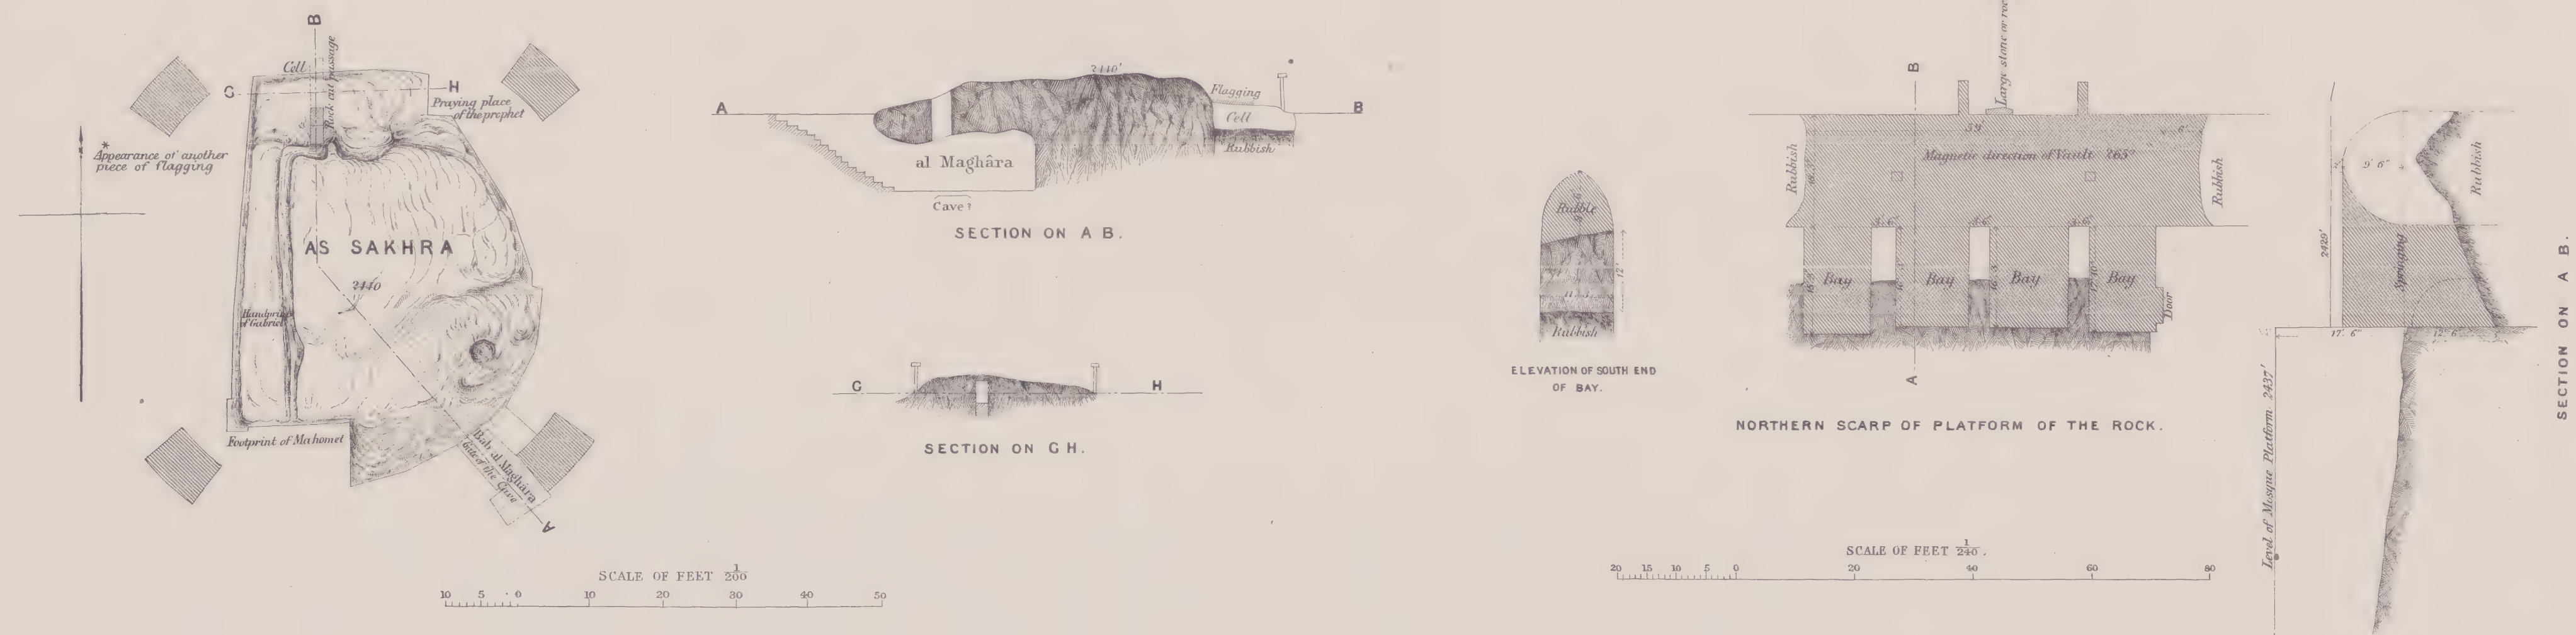 B
Cell
Rock cut passage
G
H
Praying place
of the prophet
*
Appearance of another
piece of flagging
AS SAKHRA
2440
Handprint
of Gabriel
Footprint of Mahomet
Bab al Maghâra
Gate of the Cave
A
SCALE OF FEET 1/200
10 5 0 10 20 30 40 50
2440'
A
B
Flagging
Cell
Rubbish
al Maghâra
Cave
SECTION ON A B.
G
H
SECTION ON G H.
Rubble
12'
Rubbish
ELEVATION OF SOUTH END
OF BAY.
B
Large stone or
59'
6'
Magnetic direction of Vault 265°
Rubbish
Rubbish
3'. 6"
Bay
Bay
Bay
Bay
Door
A
NORTHERN SCARP OF PLATFORM OF THE ROCK.
SCALE OF FEET 1/240.
20 15 10 5 0 20 40 60 80
9' 6"
Rubbish
2429'
Springing
17'. 6"
12'. 6"
Level of Mosque Platform 2437'
SECTION ON A B.